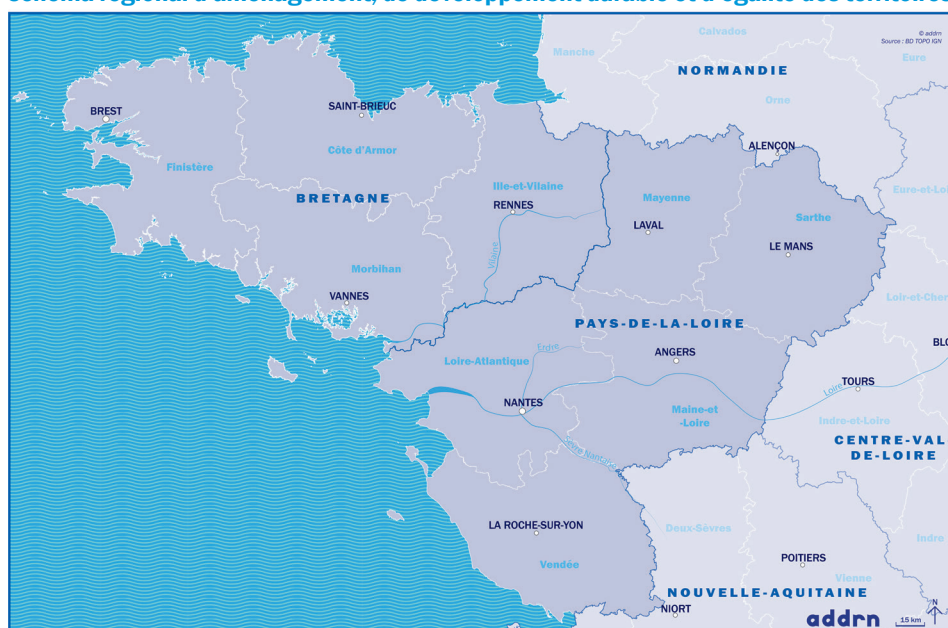 Schéma régional d'aménagement, de développement durable et d'égalité des territoires
© addrn
Source : BD TOPO IGN
Calvados
Manche
Eure
NORMANDIE
Orne
BREST
SAINT-BRIEUC
ALENÇON
Côte d'Armor
Finistère
Ille-et-Vilaine
Eure-et-Loi
BRETAGNE
Mayenne
RENNES
Sarthe
LAVAL
LE MANS
Vilaine
Morbihan
VANNES
Loir-et-Cher
PAYS-DE-LA-LOIRE
BLO
Erdre
ANGERS
Loire-Atlantique
TOURS
Loire
NANTES
Maine-et
-Loire
Indre-et-Loire
CENTRE-VAL
DE-LOIRE
Sèvre Nantaise
LA ROCHE-SUR-YON
Deux-Sèvres
Indre
POITIERS
Vendée
Vienne
NOUVELLE-AQUITAINE
NIORT
N
addrn
15 km